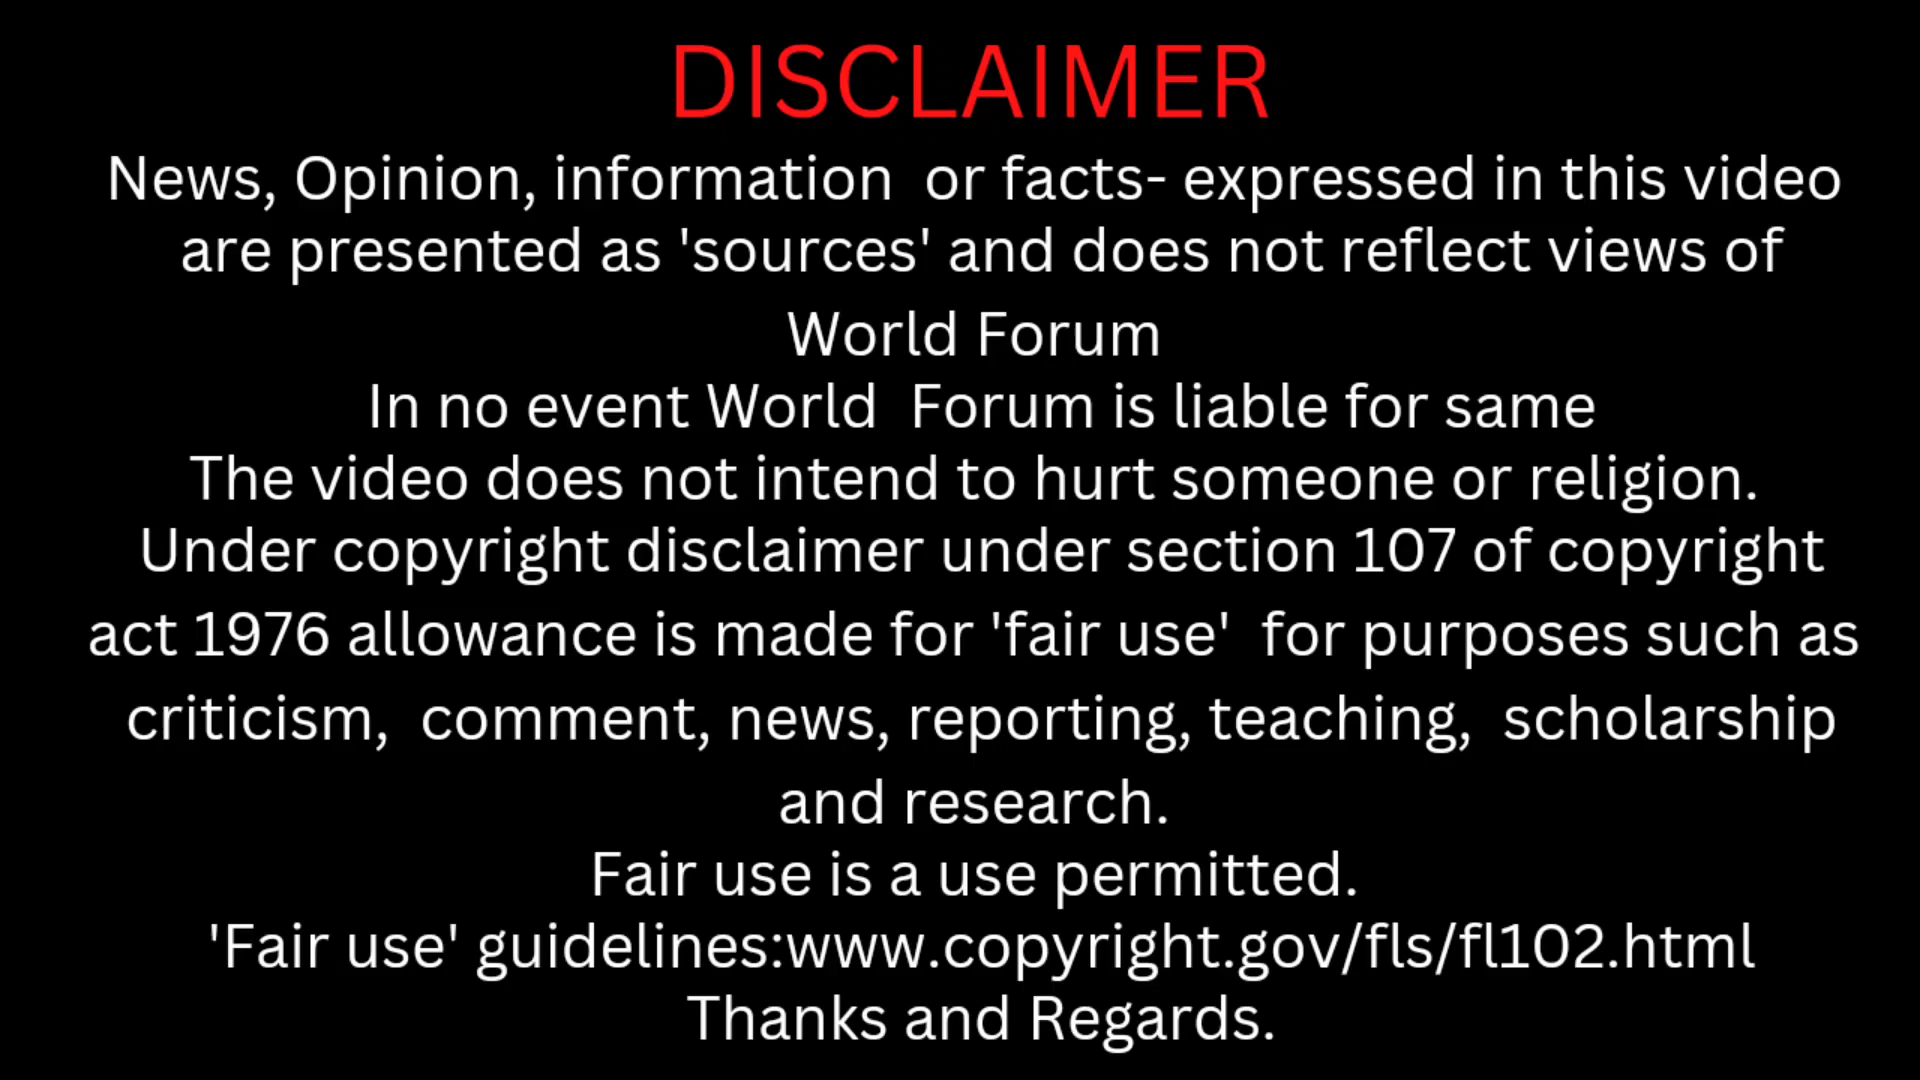 DISCLAIMER
News, Opinion, information  or facts- expressed in this video
are presented as 'sources' and does not reflect views of
World Forum
In no event World  Forum is liable for same
The video does not intend to hurt someone or religion.
Under copyright disclaimer under section 107 of copyright
act 1976 allowance is made for 'fair use'  for purposes such as
criticism,  comment, news, reporting, teaching,  scholarship
and research.
Fair use is a use permitted.
'Fair use' guidelines:www.copyright.gov/fls/fl102.html
Thanks and Regards.